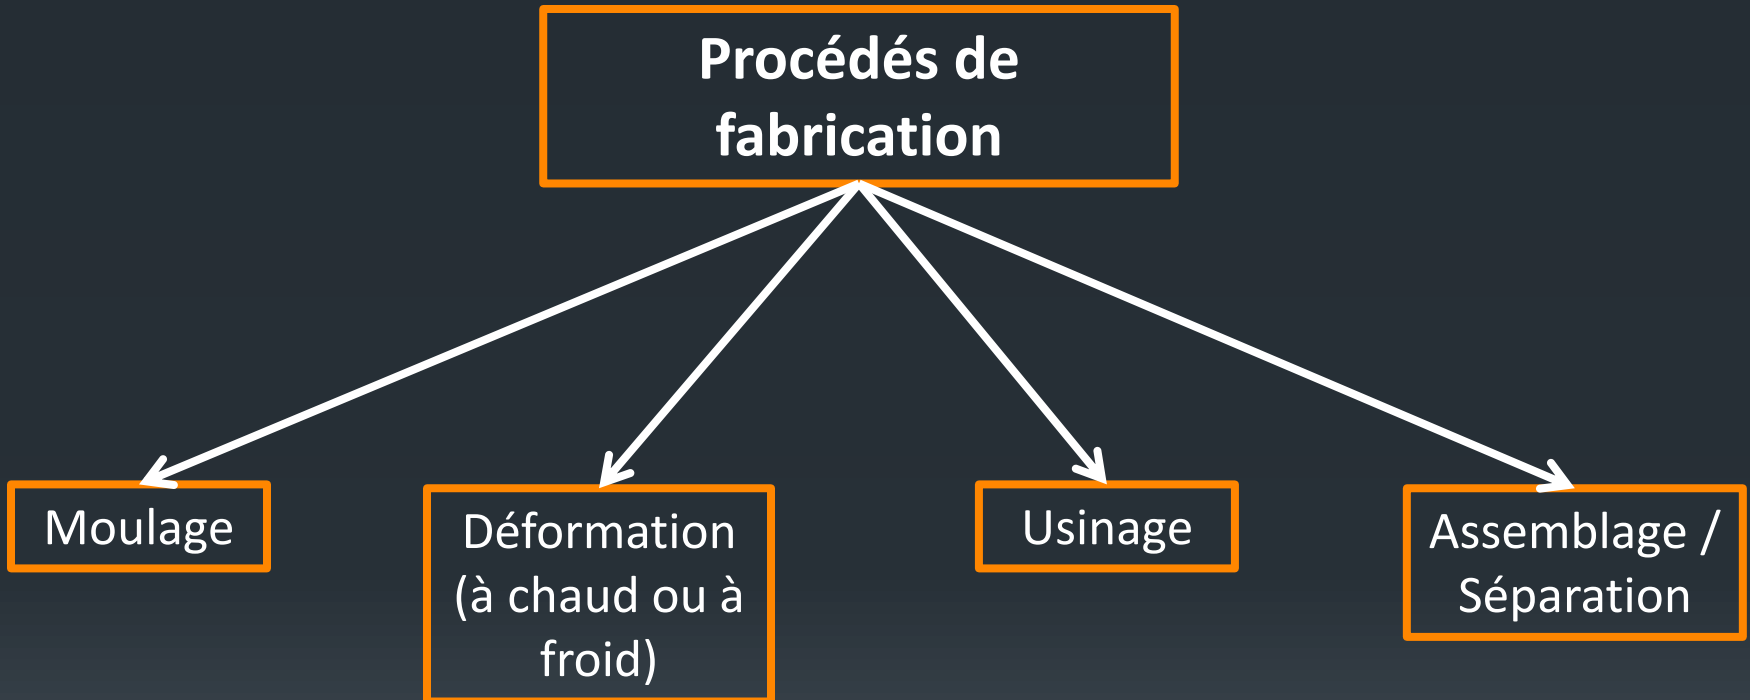 Procédés de
fabrication
Moulage
Déformation
(à chaud ou à
froid)
Usinage
Assemblage /
Séparation